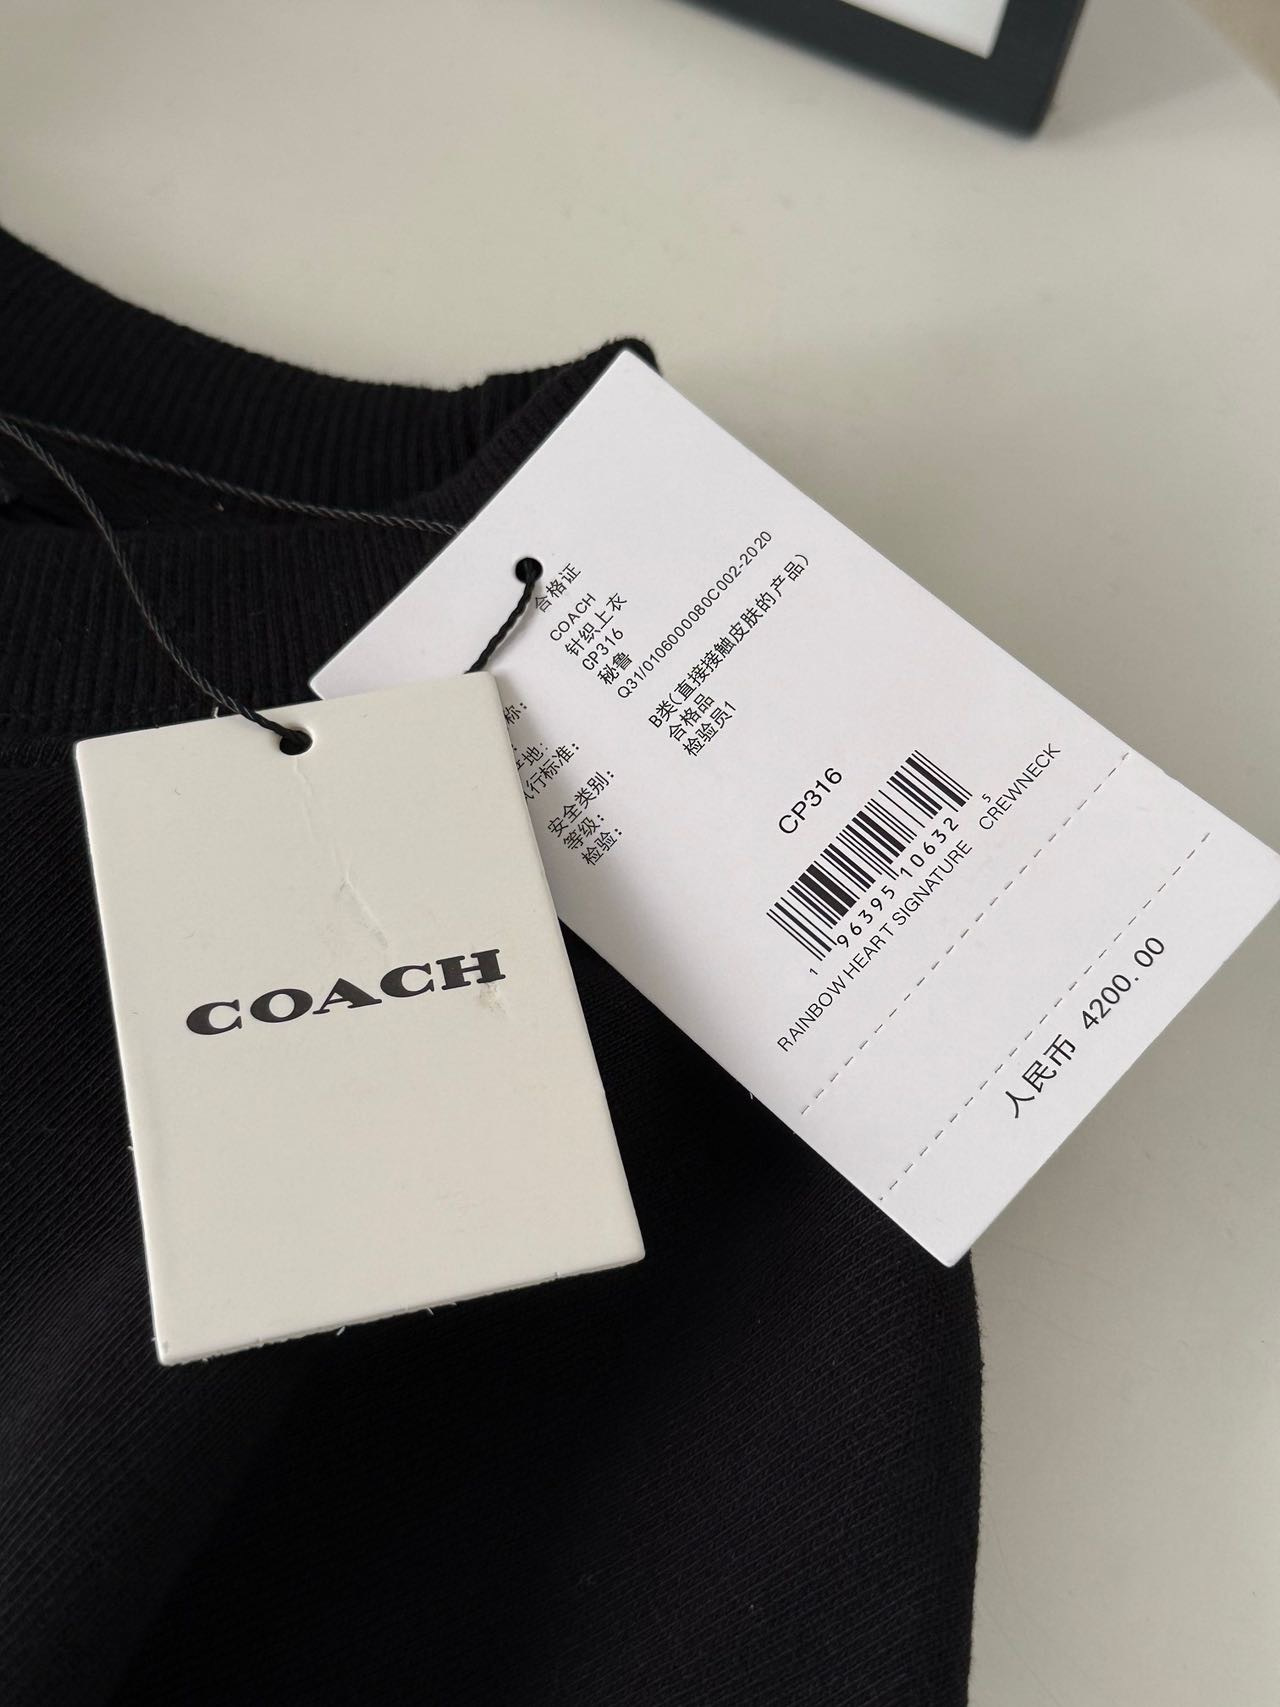 合格证
COACH
针织上衣
CP316
秘鲁
Q31/0106000080C002-2020
B类(直接接触皮肤的产品)
合格品
检验员1
称:
地:
行标准:
安全类别:
等级:
检验:
CP316
1 96395 10632 5
RAINBOW HEART SIGNATURE CREWNECK
人民币 4200.00
COACH